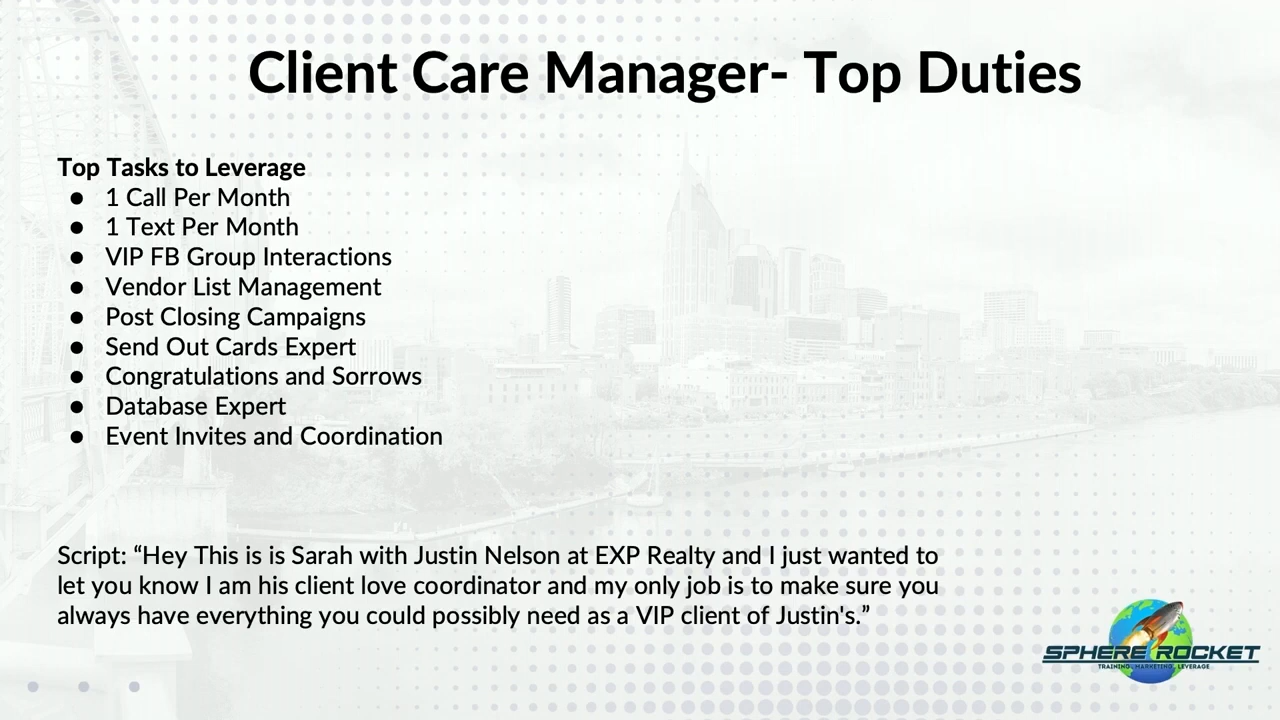 Client Care Manager- Top Duties
Top Tasks to Leverage
● 1 Call Per Month
● 1 Text Per Month
● VIP FB Group Interactions
● Vendor List Management
● Post Closing Campaigns
● Send Out Cards Expert
● Congratulations and Sorrows
● Database Expert
● Event Invites and Coordination
Script: “Hey This is is Sarah with Justin Nelson at EXP Realty and I just wanted to
let you know I am his client love coordinator and my only job is to make sure you
always have everything you could possibly need as a VIP client of Justin's.”
SPHERE ROCKET
TRAINING . MARKETING . LEVERAGE